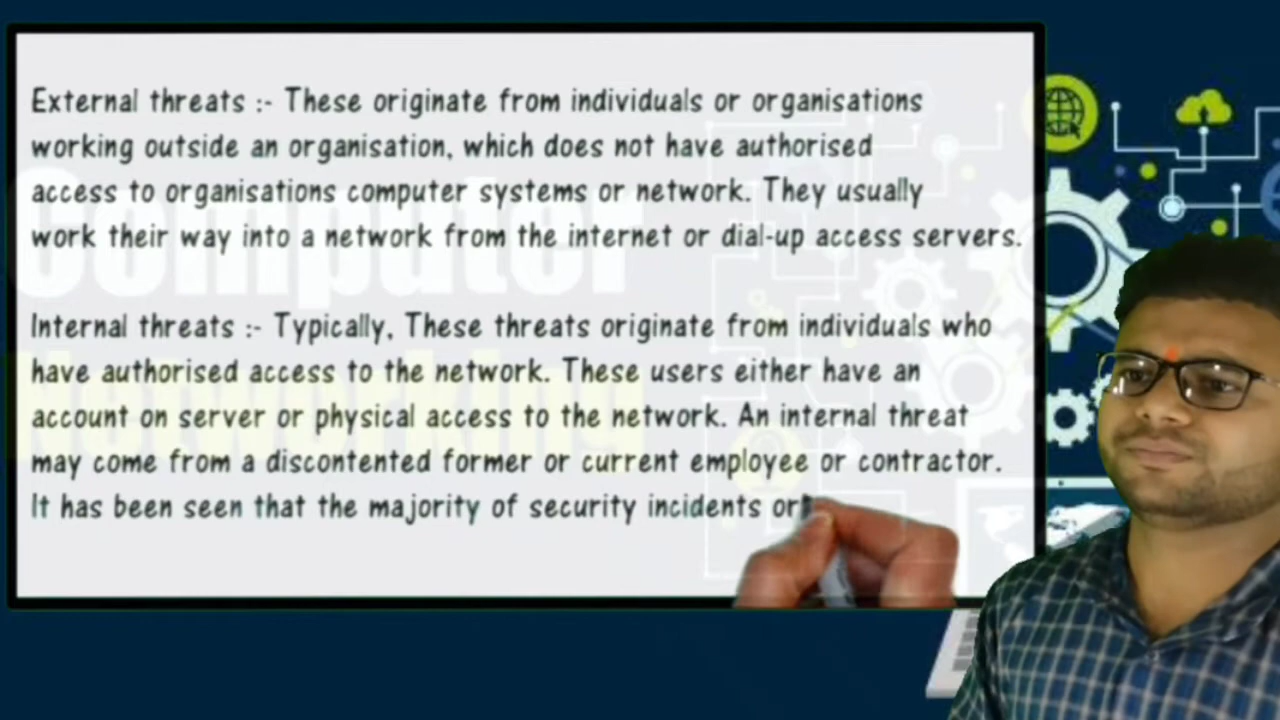 External threats :- These originate from individuals or organisations
working outside an organisation, which does not have authorised
access to organisations computer systems or network. They usually
work their way into a network from the internet or dial-up access servers.
Internal threats :- Typically, These threats originate from individuals who
have authorised access to the network. These users either have an
account on server or physical access to the network. An internal threat
may come from a discontented former or current employee or contractor.
It has been seen that the majority of security incidents or
Computer
Networking